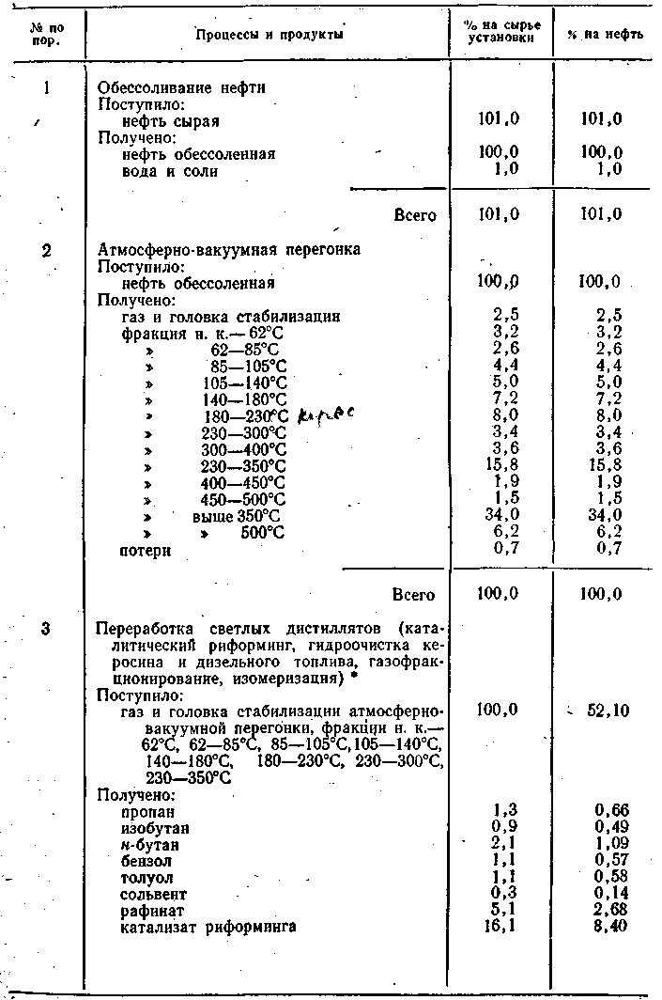 № по пор. Процессы и продукты % на сырье установки % на нефть
1 Обессоливание нефти
Поступило:
нефть сырая 101,0 101,0
Получено:
нефть обессоленная 100,0 100,0
вода и соли 1,0 1,0
Всего 101,0 101,0
2 Атмосферно-вакуумная перегонка
Поступило:
нефть обессоленная 100,0 100,0
Получено:
газ и головка стабилизации 2,5 2,5
фракция н. к.— 62°С 3,2 3,2
» 62—85°С 2,6 2,6
» 85—105°С 4,4 4,4
» 105—140°С 5,0 5,0
» 140—180°С 7,2 7,2
» 180—230°С 8,0 8,0
» 230—300°С 3,4 3,4
» 300—400°С 3,6 3,6
» 230—350°С 15,8 15,8
» 400—450°С 1,9 1,9
» 450—500°С 1,5 1,5
» выше 350°С 34,0 34,0
» » 500°С 6,2 6,2
потери 0,7 0,7
Всего 100,0 100,0
3 Переработка светлых дистиллятов (ката-
литический риформинг, гидроочистка ке-
росина и дизельного топлива, газофрак-
ционирование, изомеризация) *
Поступило:
газ и головка стабилизации атмосферно- 100,0 52,10
вакуумной перегонки, фракции н. к.—
62°С, 62—85°С, 85—105°С, 105—140°С,
140—180°С, 180—230°С, 230—300°С,
230—350°С
Получено:
пропан 1,3 0,66
изобутан 0,9 0,49
н-бутан 2,1 1,09
бензол 1,1 0,57
толуол 1,1 0,58
сольвент 0,3 0,14
рафинат 5,1 2,68
катализат риформинга 16,1 8,40